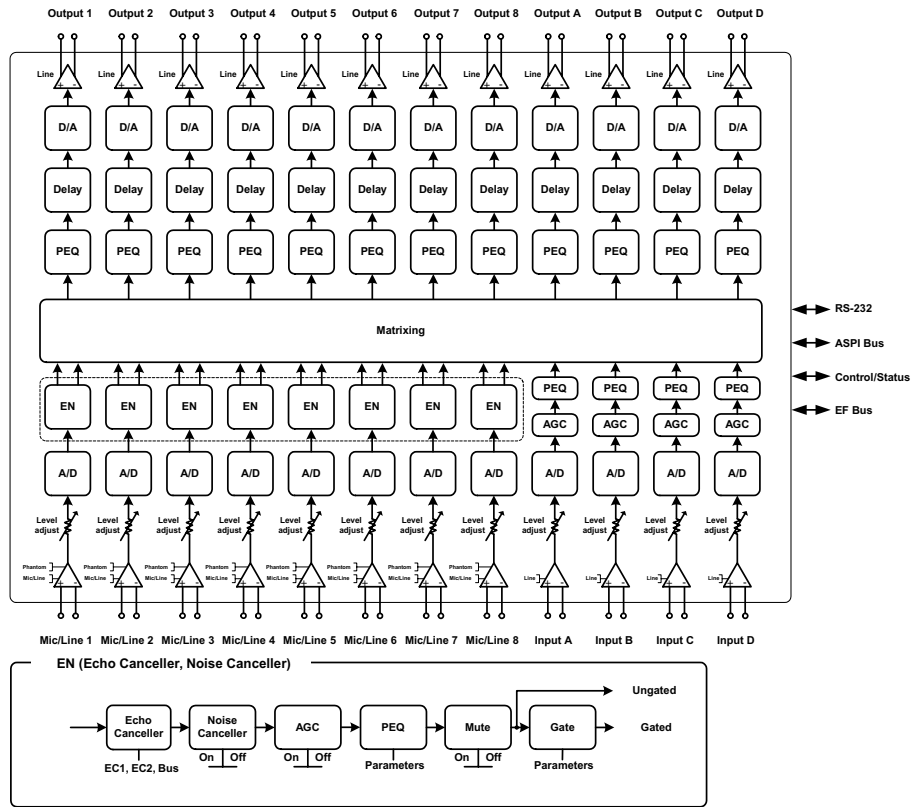 Output 1 Output 2 Output 3 Output 4 Output 5 Output 6 Output 7 Output 8 Output A Output B Output C Output D
Line Line Line Line Line Line Line Line Line Line Line Line
+ - + - + - + - + - + - + - + - + - + - + - + -
D/A D/A D/A D/A D/A D/A D/A D/A D/A D/A D/A D/A
Delay Delay Delay Delay Delay Delay Delay Delay Delay Delay Delay Delay
PEQ PEQ PEQ PEQ PEQ PEQ PEQ PEQ PEQ PEQ PEQ PEQ
RS-232
Matrixing
ASPI Bus
Control/Status
PEQ PEQ PEQ PEQ
EN EN EN EN EN EN EN EN
EF Bus
AGC AGC AGC AGC
A/D A/D A/D A/D A/D A/D A/D A/D A/D A/D A/D A/D
Level Level Level Level Level Level Level Level Level Level Level Level
adjust adjust adjust adjust adjust adjust adjust adjust adjust adjust adjust adjust
Phantom Phantom Phantom Phantom Phantom Phantom Phantom Phantom
Mic/Line Mic/Line Mic/Line Mic/Line Mic/Line Mic/Line Mic/Line Mic/Line Line Line Line Line
+ - + - + - + - + - + - + - + - + - + - + - + -
Mic/Line 1 Mic/Line 2 Mic/Line 3 Mic/Line 4 Mic/Line 5 Mic/Line 6 Mic/Line 7 Mic/Line 8 Input A Input B Input C Input D
EN (Echo Canceller, Noise Canceller)
Ungated
Echo Canceller
Noise Canceller
AGC
PEQ
Mute
Gate
Gated
EC1, EC2, Bus
On Off
On Off
Parameters
On Off
Parameters